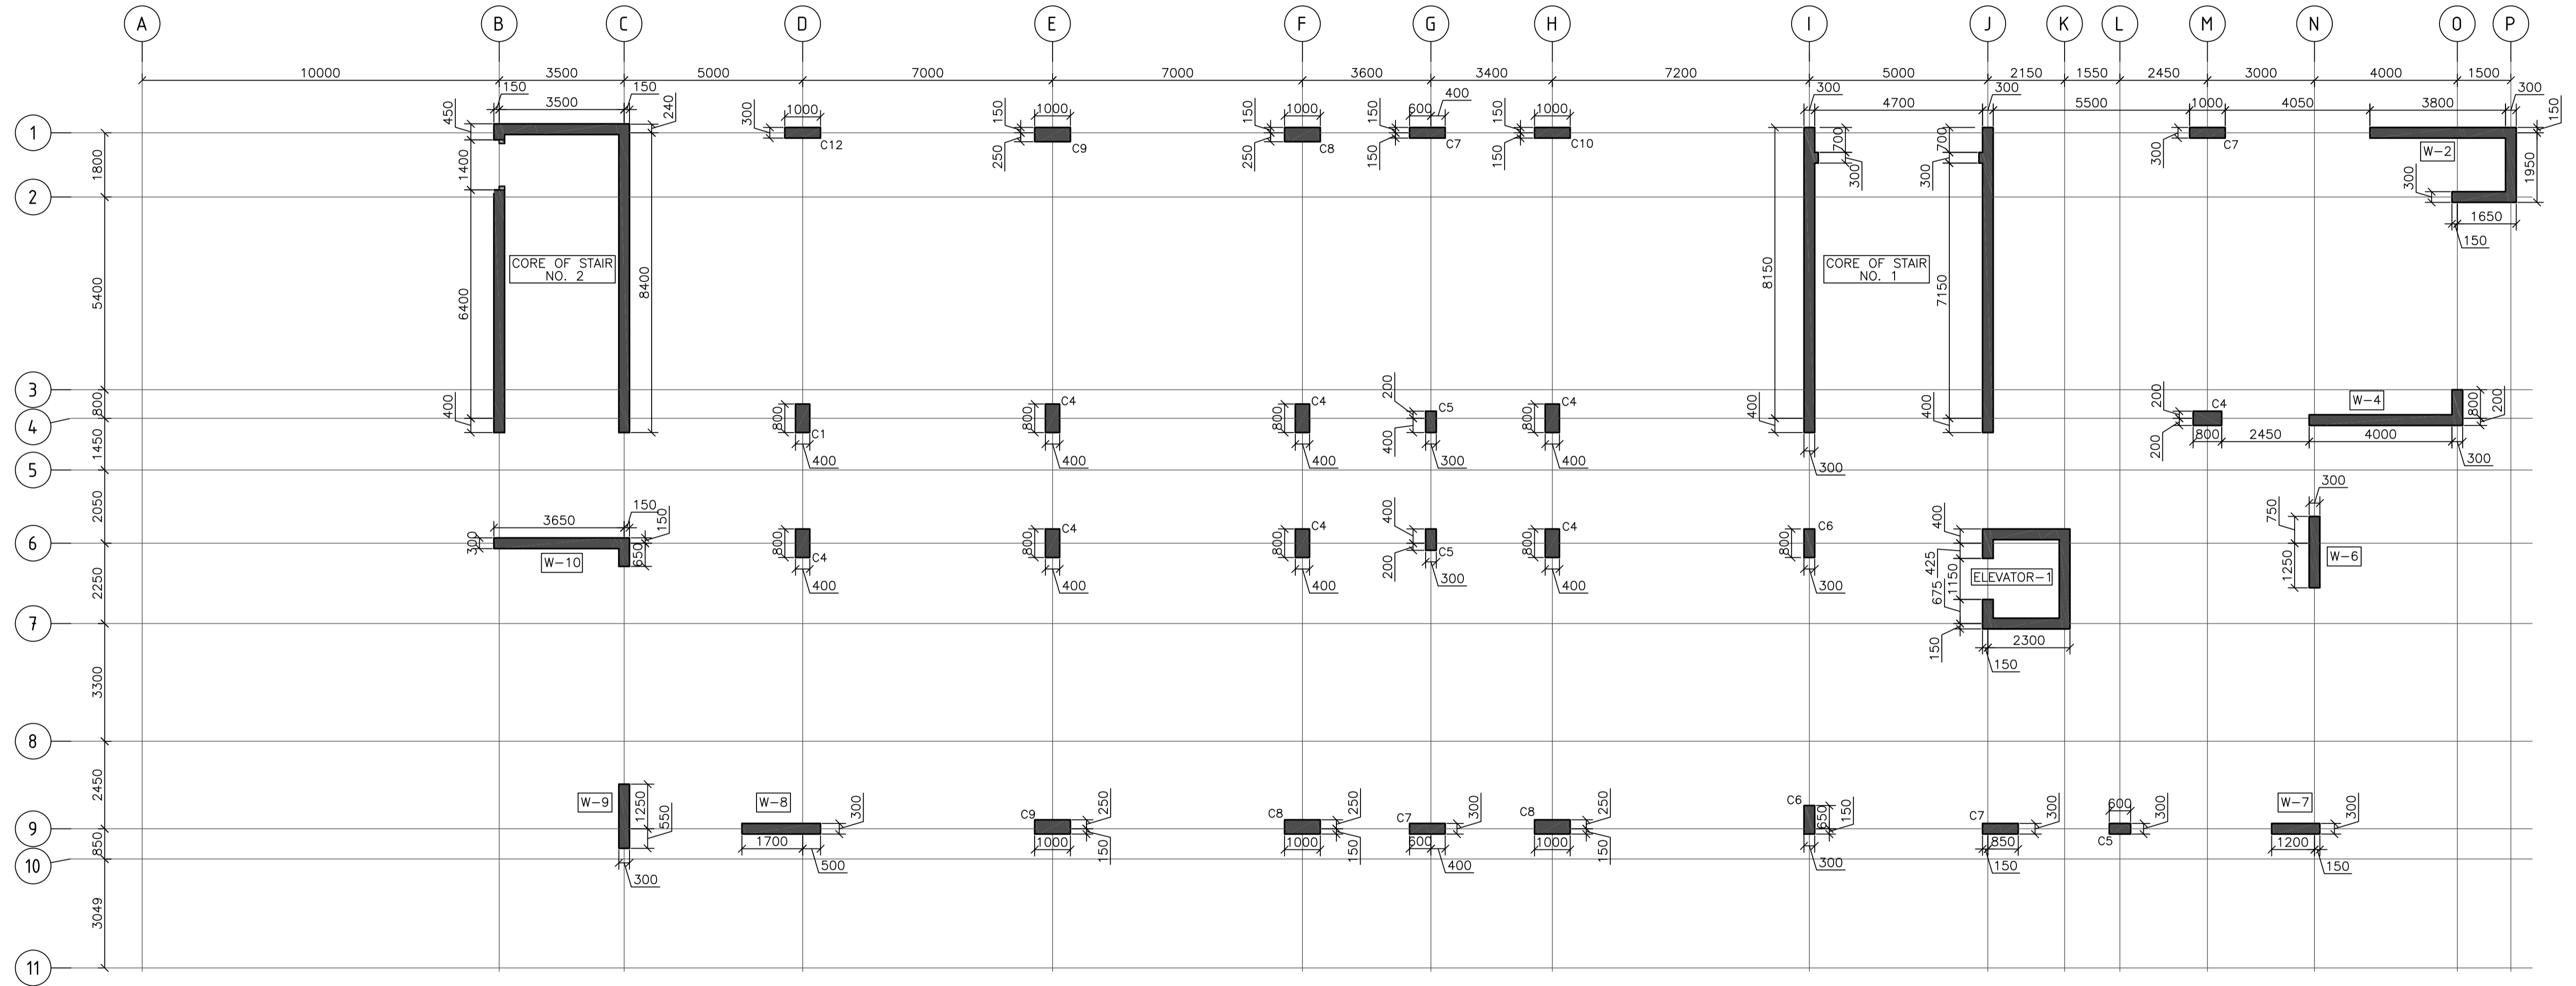 A B C D E F G H I J K L M N O P
10000 3500 5000 7000 7000 3600 3400 7200 5000 2150 1550 2450 3000 4000 1500
150 150 400 300 300 300
3500 1000 1000 1000 600 1000 4700 5500 1000 4050 3800
450 240 300 150 150 150 150 700 700 150
1
C12 C9 C8 C7 C10 C7
250 250 150 150 300
1800 1400 300 300 W-2 1950
2
300
1650
150
CORE OF STAIR
NO. 2
CORE OF STAIR
NO. 1
5400 6400 8400 8150 7150
3
800 400 200 400 400 200 W-4 800 200
C4 C4 C5 C4 C4
4
800 800 800 800
C1
400 200 800 2450 4000
1450 400 400 400 300 400 300 300
5
300
2050 3650 150 150 400 400 750
C4 C4 C4 C6
6
300 650 800 800 800 800 800 W-6
W-10 C4 C5 425 1250
200 1150 ELEVATOR-1
2250 400 400 400 300 400 300 675
7
150 2300
150
3300
8
2450 1250 550 300 250 250 300 250 650 150 300 600 300 300
W-9 W-8 C9 C8 C7 C8 C6 C7 W-7
9
850 1700 1000 1000 600 1000 850 C5 1200
150 150 150
10
300 500 400 300 150 150
3049
11